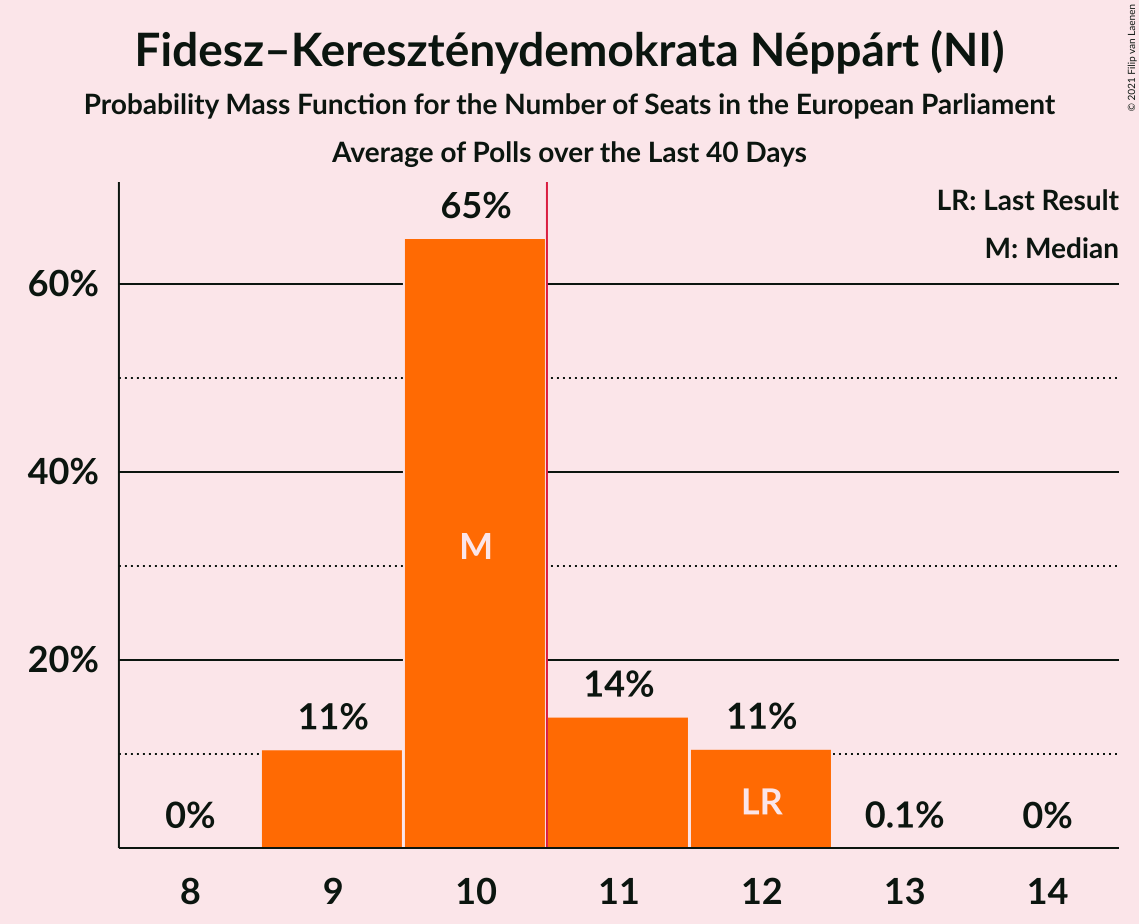 Fidesz–Kereszténydemokrata Néppárt (NI)
Probability Mass Function for the Number of Seats in the European Parliament
Average of Polls over the Last 40 Days
© 2021 Filip van Laenen
LR: Last Result
M: Median
60%
40%
20%
0%
11%
65%
14%
11%
0.1%
0%
M
LR
8
9
10
11
12
13
14